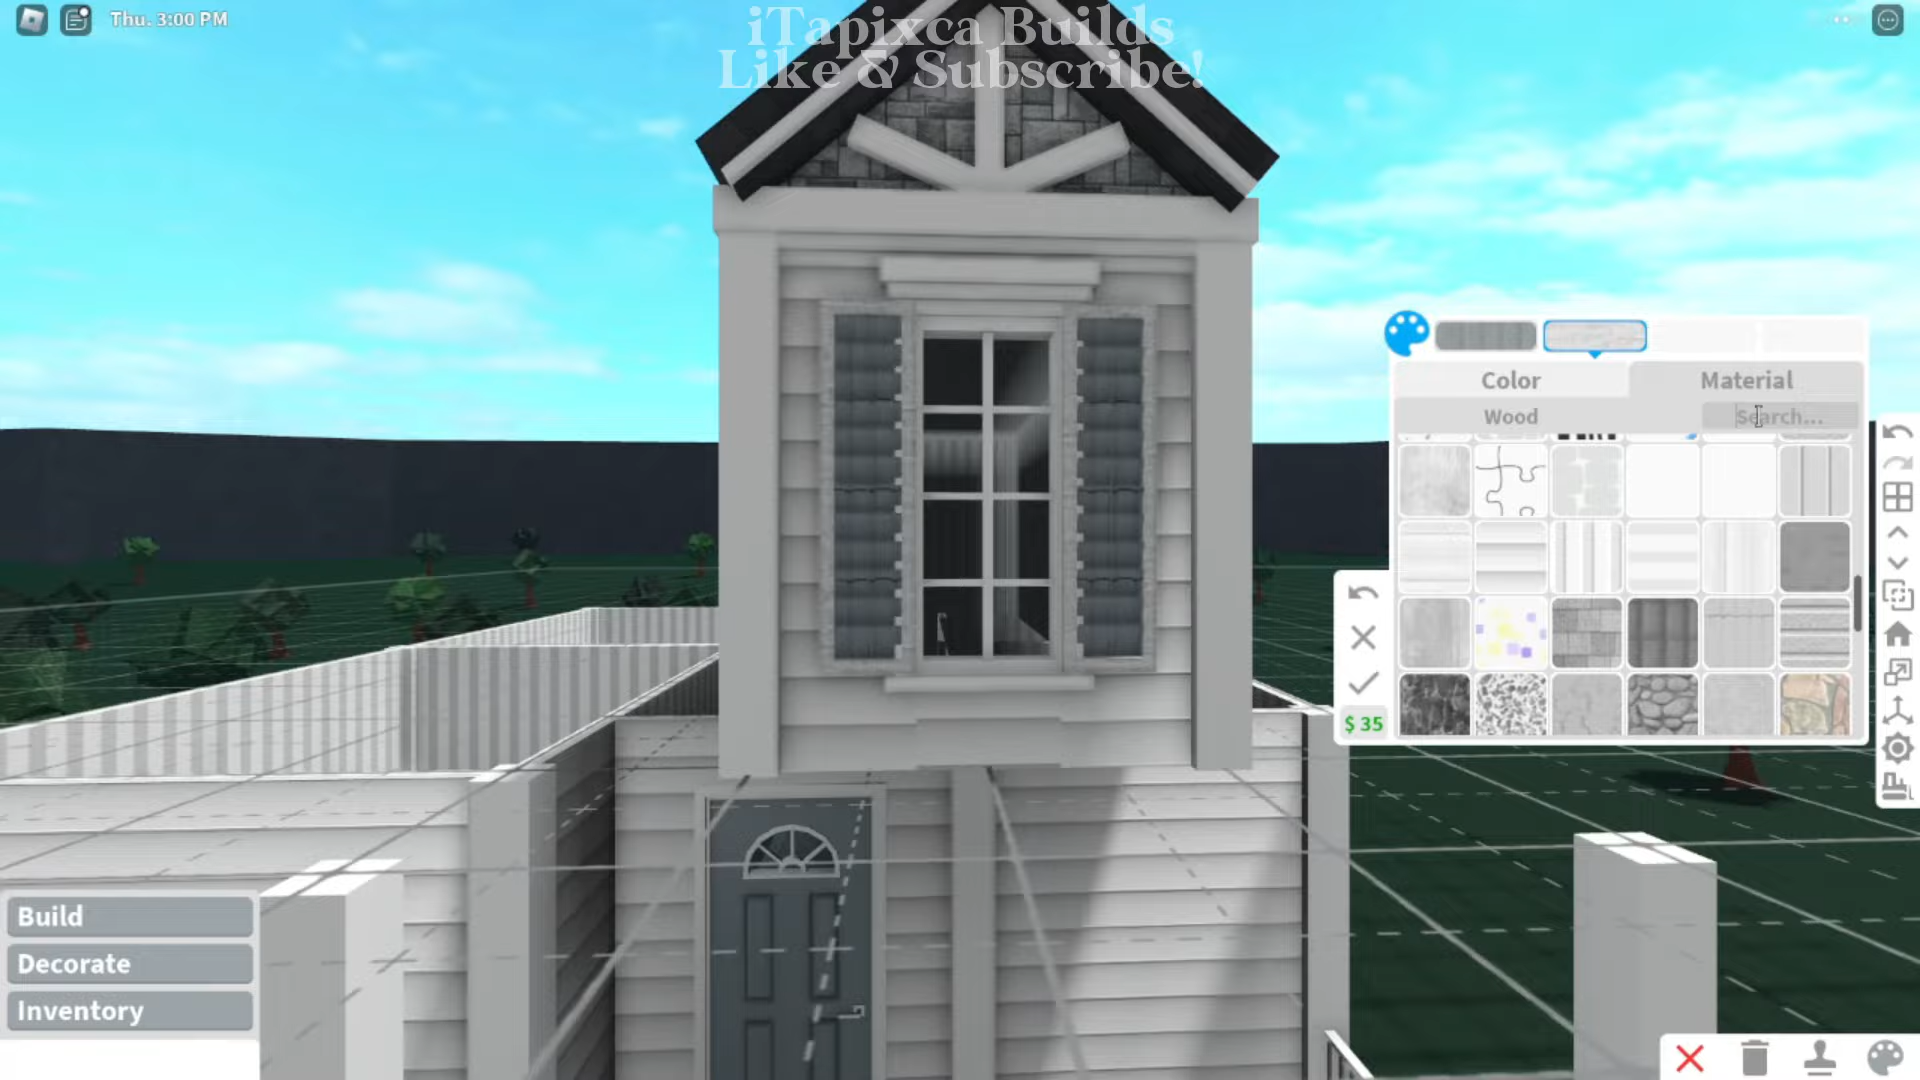 Thu. 3:00 PM
iTapixca Builds
Like & Subscribe!
Color
Material
Wood
Search...
$ 35
Build
Decorate
Inventory